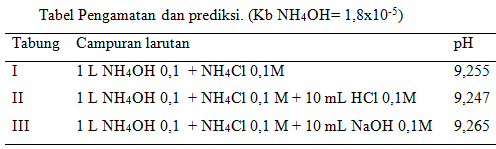 Tabel Pengamatan dan prediksi. (Kb NH4OH= 1,8x10-5)
Tabung Campuran larutan pH
I 1 L NH4OH 0,1 + NH4Cl 0,1M 9,255
II 1 L NH4OH 0,1 + NH4Cl 0,1 M + 10 mL HCl 0,1M 9,247
III 1 L NH4OH 0,1 + NH4Cl 0,1 M + 10 mL NaOH 0,1M 9,265